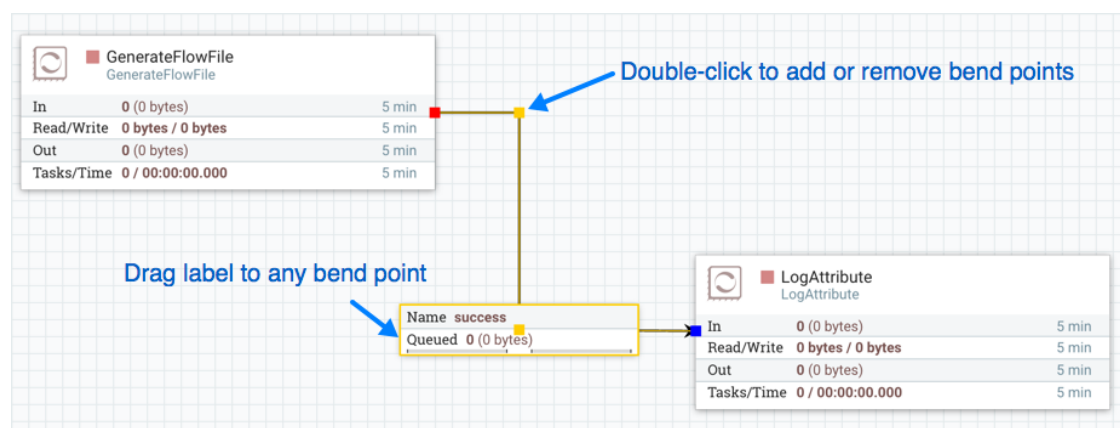 GenerateFlowFile
GenerateFlowFile
In 0 (0 bytes) 5 min
Read/Write 0 bytes / 0 bytes 5 min
Out 0 (0 bytes) 5 min
Tasks/Time 0 / 00:00:00.000 5 min
Double-click to add or remove bend points
Drag label to any bend point
Name success
Queued 0 (0 bytes)
LogAttribute
LogAttribute
In 0 (0 bytes) 5 min
Read/Write 0 bytes / 0 bytes 5 min
Out 0 (0 bytes) 5 min
Tasks/Time 0 / 00:00:00.000 5 min